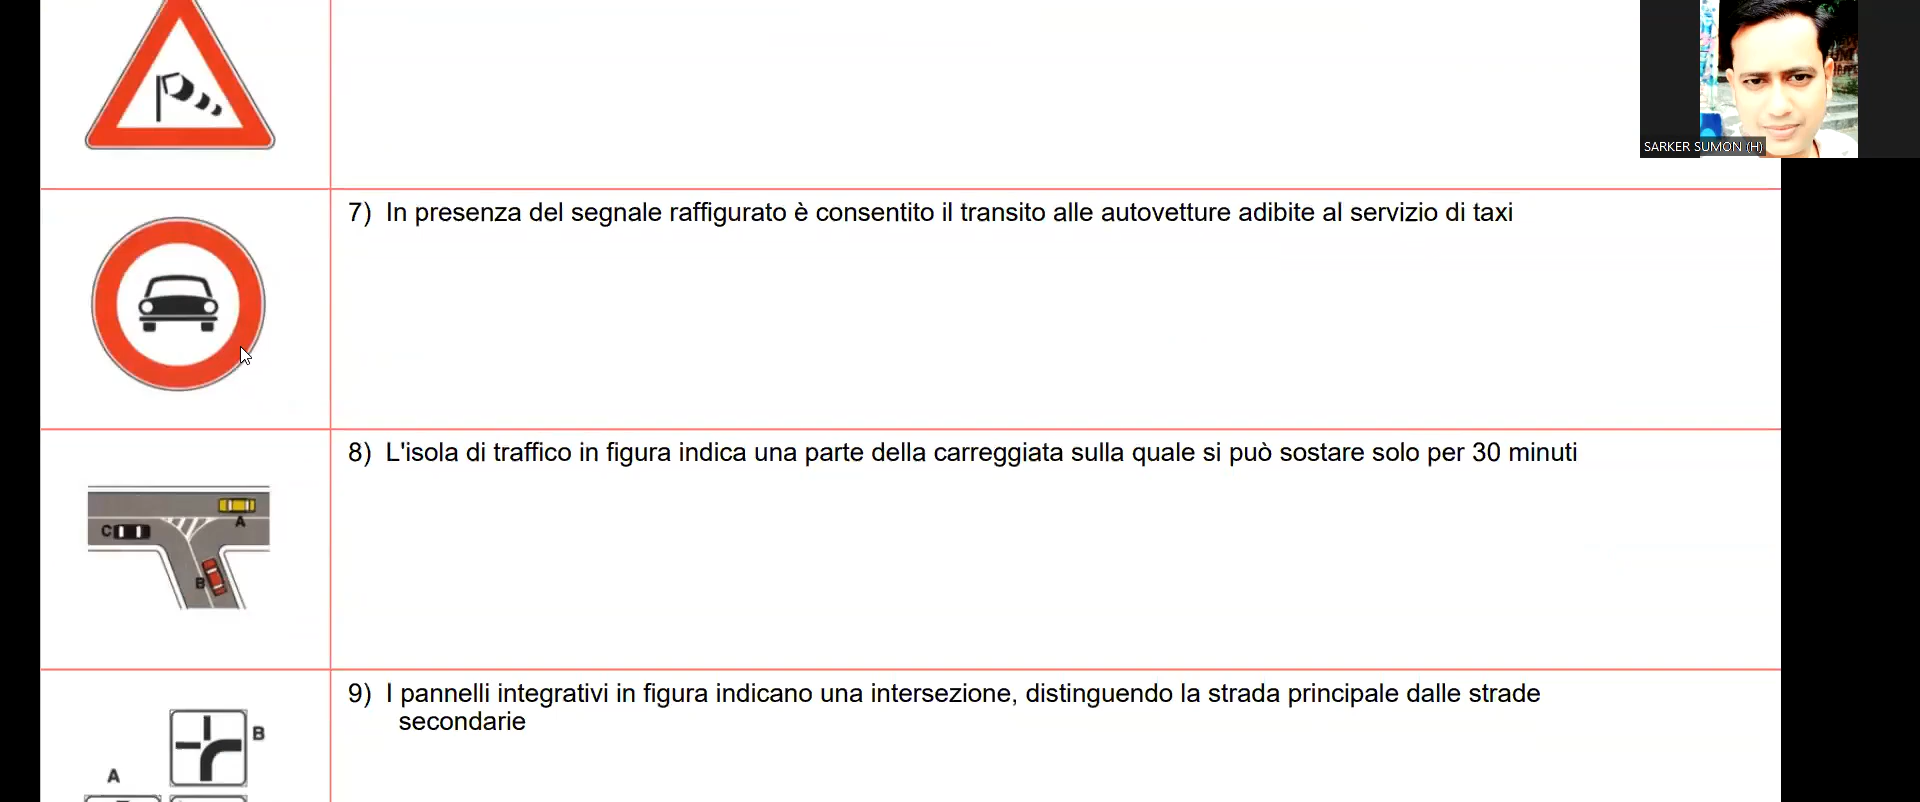 SARKER SUMON (H)
7) In presenza del segnale raffigurato è consentito il transito alle autovetture adibite al servizio di taxi
8) L'isola di traffico in figura indica una parte della carreggiata sulla quale si può sostare solo per 30 minuti
A
C
B
9) I pannelli integrativi in figura indicano una intersezione, distinguendo la strada principale dalle strade
secondarie
B
A